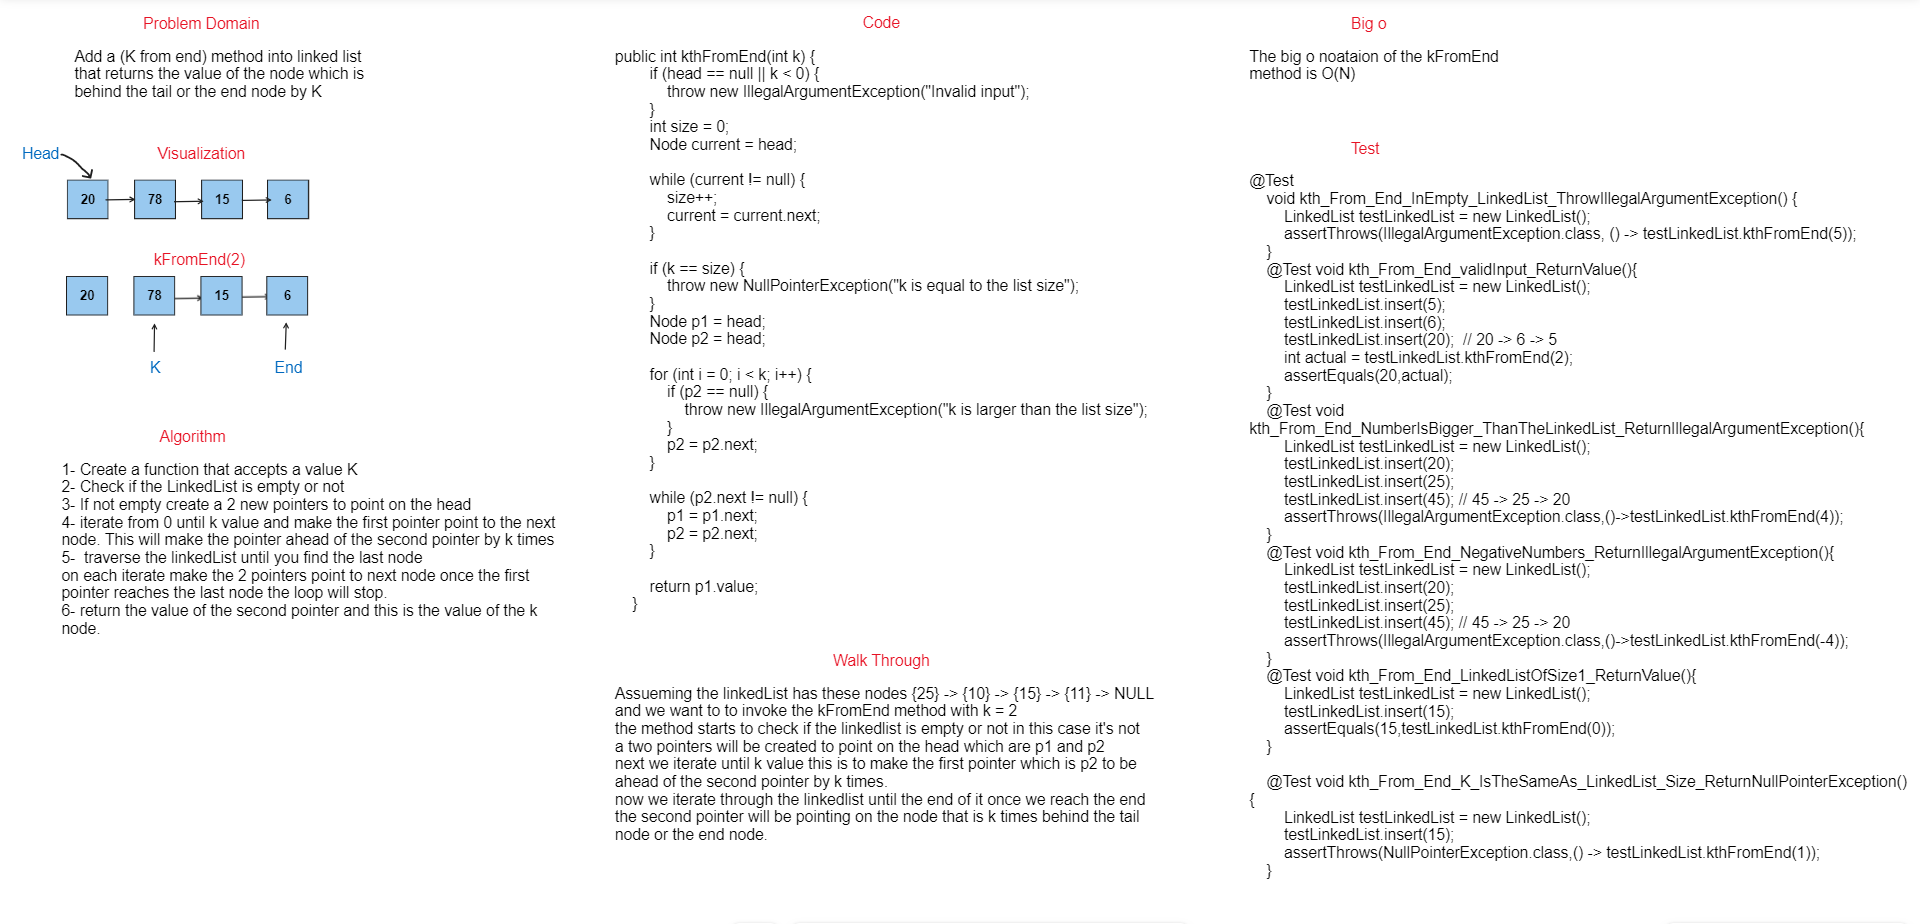 Problem Domain
Add a (K from end) method into linked list
that returns the value of the node which is
behind the tail or the end node by K
Head
Visualization
20
78
15
6
kFromEnd(2)
20
78
15
6
K
End
Algorithm
1- Create a function that accepts a value K
2- Check if the LinkedList is empty or not
3- If not empty create a 2 new pointers to point on the head
4- iterate from 0 until k value and make the first pointer point to the next
node. This will make the pointer ahead of the second pointer by k times
5-  traverse the linkedList until you find the last node
on each iterate make the 2 pointers point to next node once the first
pointer reaches the last node the loop will stop.
6- return the value of the second pointer and this is the value of the k
node.
Code
public int kthFromEnd(int k) {
if (head == null || k < 0) {
throw new IllegalArgumentException("Invalid input");
}
int size = 0;
Node current = head;
while (current != null) {
size++;
current = current.next;
}
if (k == size) {
throw new NullPointerException("k is equal to the list size");
}
Node p1 = head;
Node p2 = head;
for (int i = 0; i < k; i++) {
if (p2 == null) {
throw new IllegalArgumentException("k is larger than the list size");
}
p2 = p2.next;
}
while (p2.next != null) {
p1 = p1.next;
p2 = p2.next;
}
return p1.value;
}
Walk Through
Assueming the linkedList has these nodes {25} -> {10} -> {15} -> {11} -> NULL
and we want to to invoke the kFromEnd method with k = 2
the method starts to check if the linkedlist is empty or not in this case it's not
a two pointers will be created to point on the head which are p1 and p2
next we iterate until k value this is to make the first pointer which is p2 to be
ahead of the second pointer by k times.
now we iterate through the linkedlist until the end of it once we reach the end
the second pointer will be pointing on the node that is k times behind the tail
node or the end node.
Big o
The big o noataion of the kFromEnd
method is O(N)
Test
@Test
void kth_From_End_InEmpty_LinkedList_ThrowIllegalArgumentException() {
LinkedList testLinkedList = new LinkedList();
assertThrows(IllegalArgumentException.class, () -> testLinkedList.kthFromEnd(5));
}
@Test void kth_From_End_validInput_ReturnValue(){
LinkedList testLinkedList = new LinkedList();
testLinkedList.insert(5);
testLinkedList.insert(6);
testLinkedList.insert(20);  // 20 -> 6 -> 5
int actual = testLinkedList.kthFromEnd(2);
assertEquals(20,actual);
}
@Test void
kth_From_End_NumberIsBigger_ThanTheLinkedList_ReturnIllegalArgumentException(){
LinkedList testLinkedList = new LinkedList();
testLinkedList.insert(20);
testLinkedList.insert(25);
testLinkedList.insert(45); // 45 -> 25 -> 20
assertThrows(IllegalArgumentException.class,()->testLinkedList.kthFromEnd(4));
}
@Test void kth_From_End_NegativeNumbers_ReturnIllegalArgumentException(){
LinkedList testLinkedList = new LinkedList();
testLinkedList.insert(20);
testLinkedList.insert(25);
testLinkedList.insert(45); // 45 -> 25 -> 20
assertThrows(IllegalArgumentException.class,()->testLinkedList.kthFromEnd(-4));
}
@Test void kth_From_End_LinkedListOfSize1_ReturnValue(){
LinkedList testLinkedList = new LinkedList();
testLinkedList.insert(15);
assertEquals(15,testLinkedList.kthFromEnd(0));
}
@Test void kth_From_End_K_IsTheSameAs_LinkedList_Size_ReturnNullPointerException()
{
LinkedList testLinkedList = new LinkedList();
testLinkedList.insert(15);
assertThrows(NullPointerException.class,() -> testLinkedList.kthFromEnd(1));
}